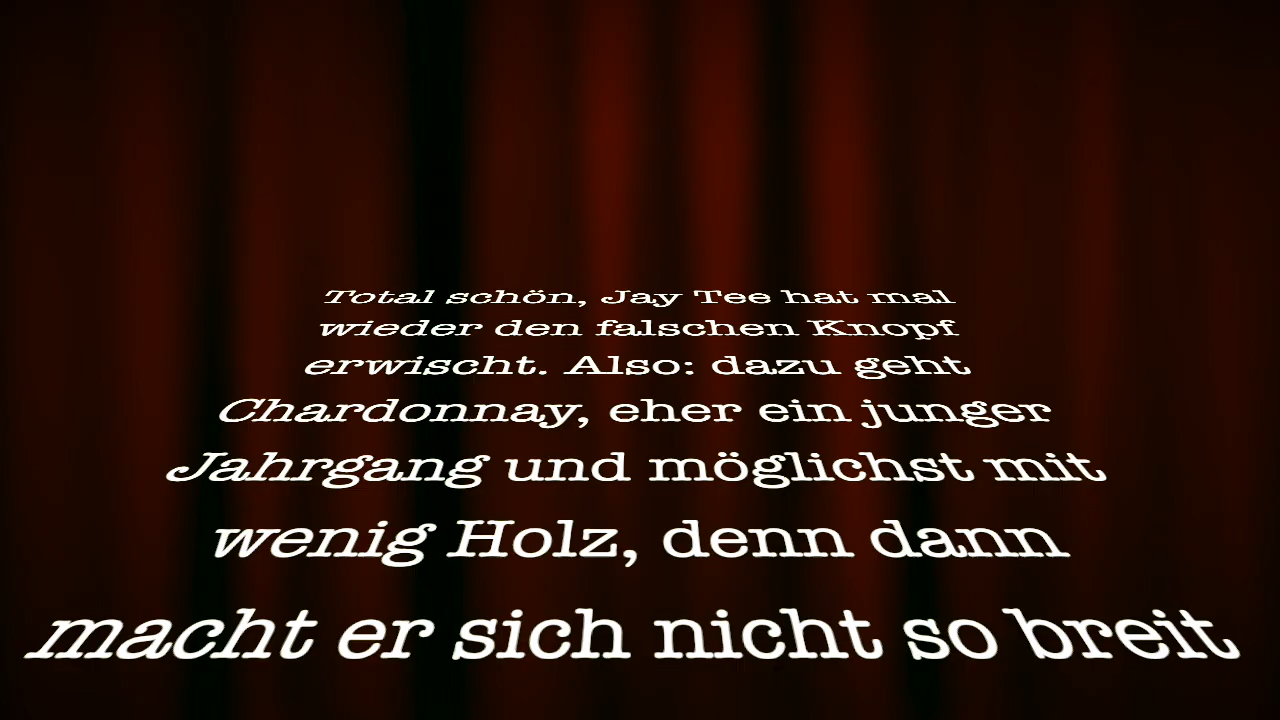 Total schön, Jay Tee hat mal
wieder den falschen Knopf
erwischt. Also: dazu geht
Chardonnay, eher ein junger
Jahrgang und möglichst mit
wenig Holz, denn dann
macht er sich nicht so breit